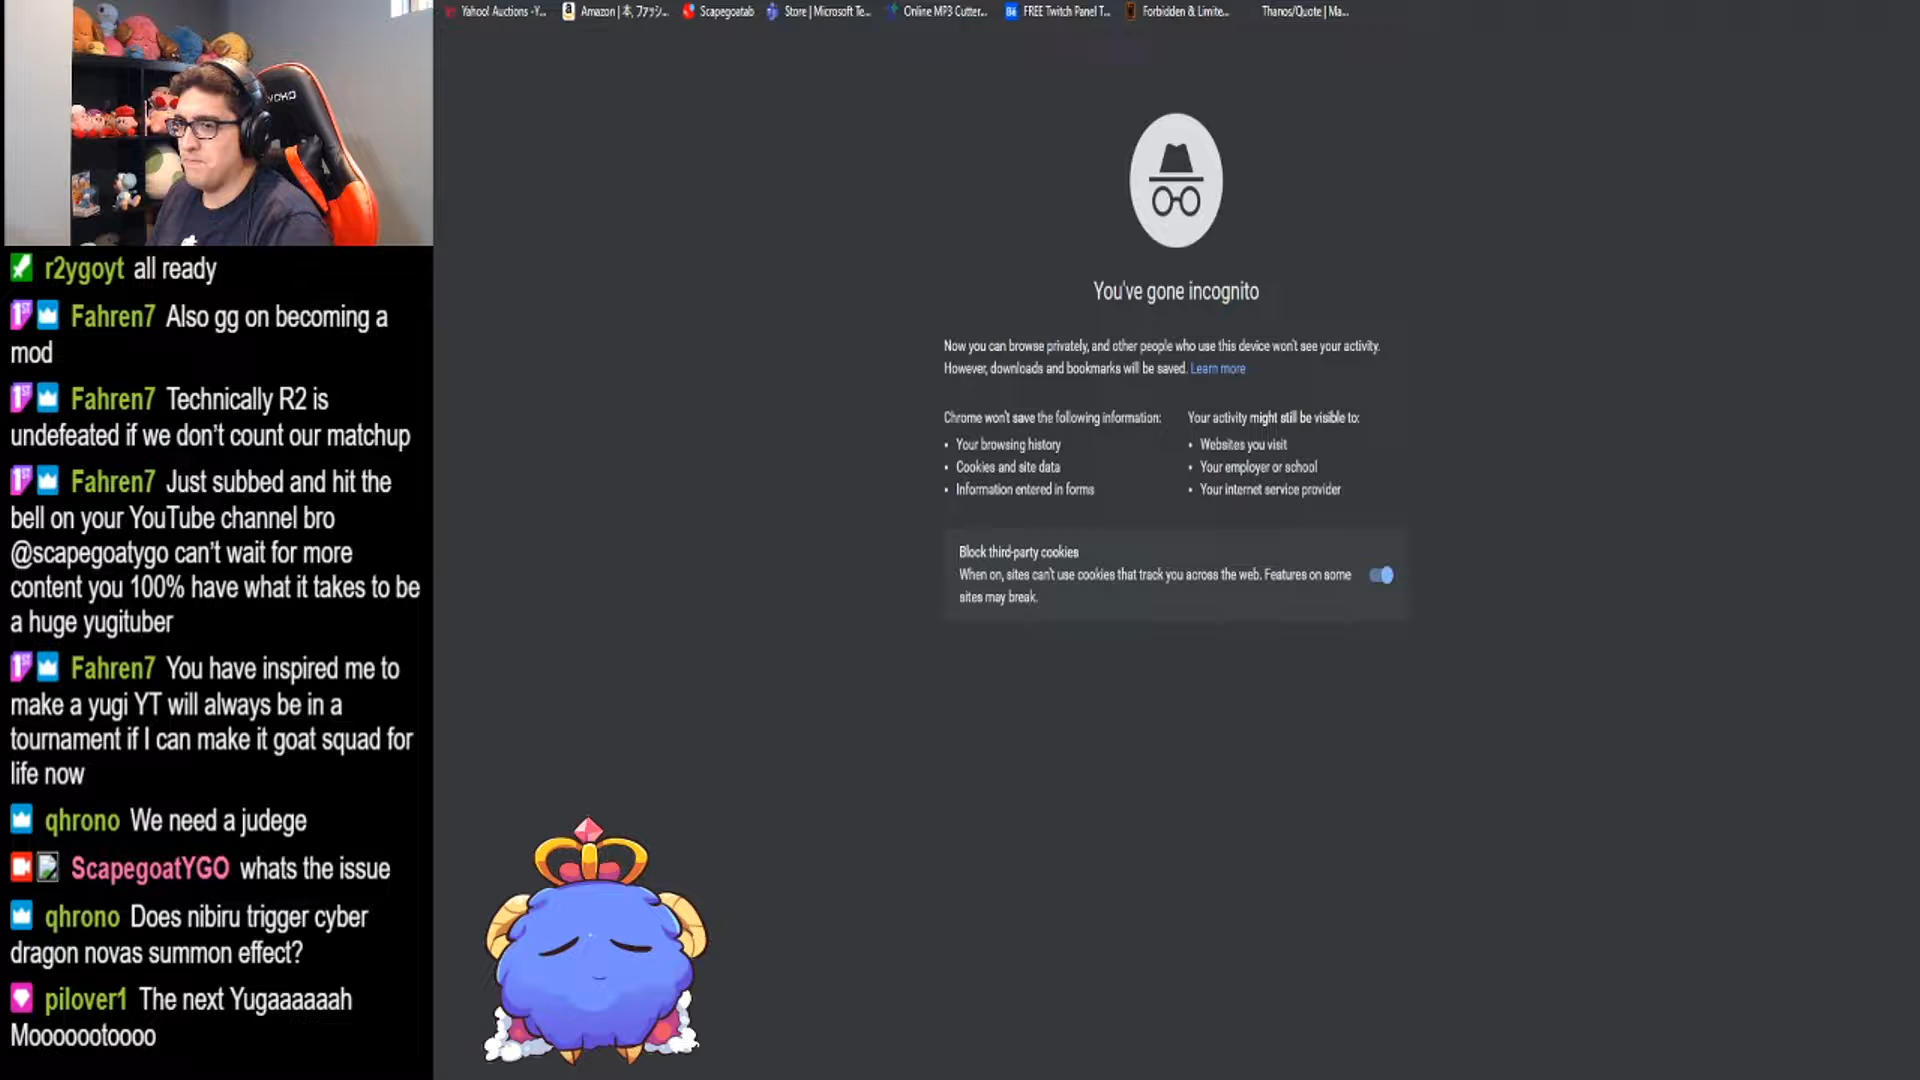 Yahoo! Auctions -Y...
Amazon | 本, ファッシ...
Scapegoatab
Store | Microsoft Te...
Online MP3 Cutter...
FREE Twitch Panel T...
Forbidden & Limite...
Thanos/Quote | Ma...
r2ygoyt all ready
Fahren7 Also gg on becoming a
mod
Fahren7 Technically R2 is
undefeated if we don't count our matchup
Fahren7 Just subbed and hit the
bell on your YouTube channel bro
@scapegoatygo can't wait for more
content you 100% have what it takes to be
a huge yugituber
Fahren7 You have inspired me to
make a yugi YT will always be in a
tournament if I can make it goat squad for
life now
qhrono We need a judege
ScapegoatYGO whats the issue
qhrono Does nibiru trigger cyber
dragon novas summon effect?
pilover1 The next Yugaaaaaah
Mooooootoooo
You've gone incognito
Now you can browse privately, and other people who use this device won't see your activity.
However, downloads and bookmarks will be saved. Learn more
Chrome won't save the following information:
• Your browsing history
• Cookies and site data
• Information entered in forms
Your activity might still be visible to:
• Websites you visit
• Your employer or school
• Your internet service provider
Block third-party cookies
When on, sites can't use cookies that track you across the web. Features on some
sites may break.